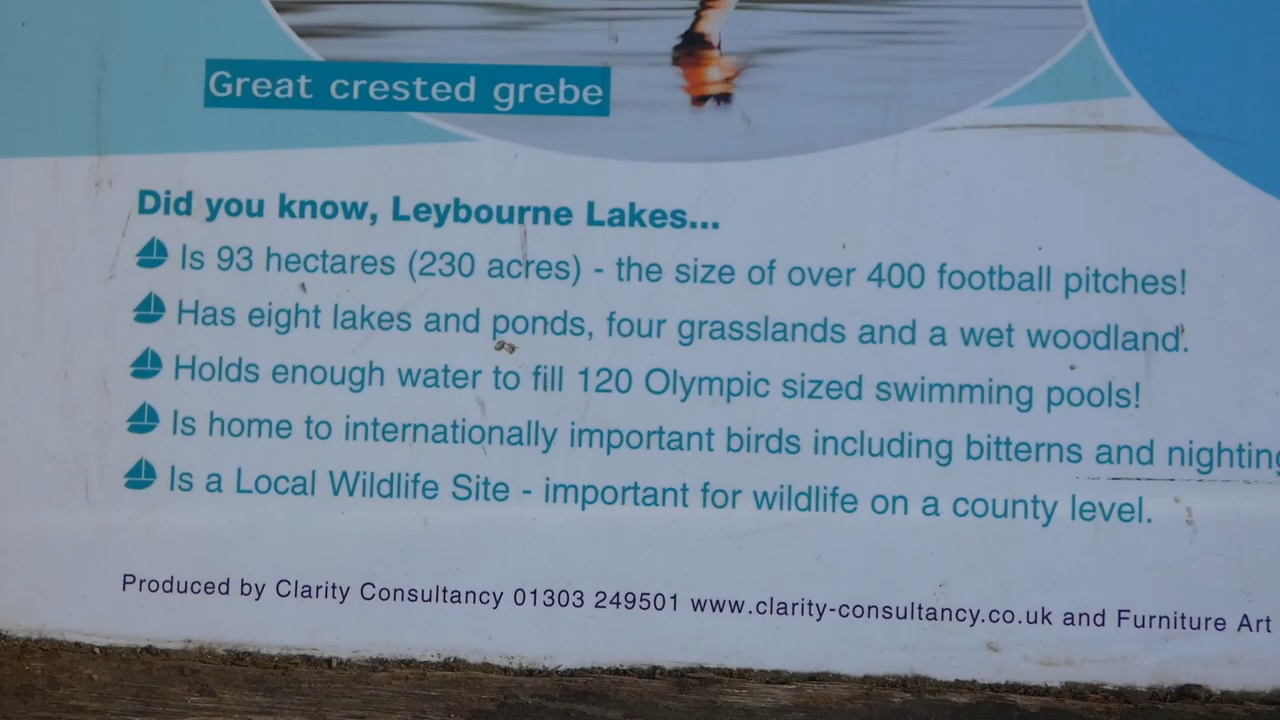 Great crested grebe
Did you know, Leybourne Lakes...
Is 93 hectares (230 acres) - the size of over 400 football pitches!
Has eight lakes and ponds, four grasslands and a wet woodland.
Holds enough water to fill 120 Olympic sized swimming pools!
Is home to internationally important birds including bitterns and nighting
Is a Local Wildlife Site - important for wildlife on a county level.
Produced by Clarity Consultancy 01303 249501 www.clarity-consultancy.co.uk and Furniture Art